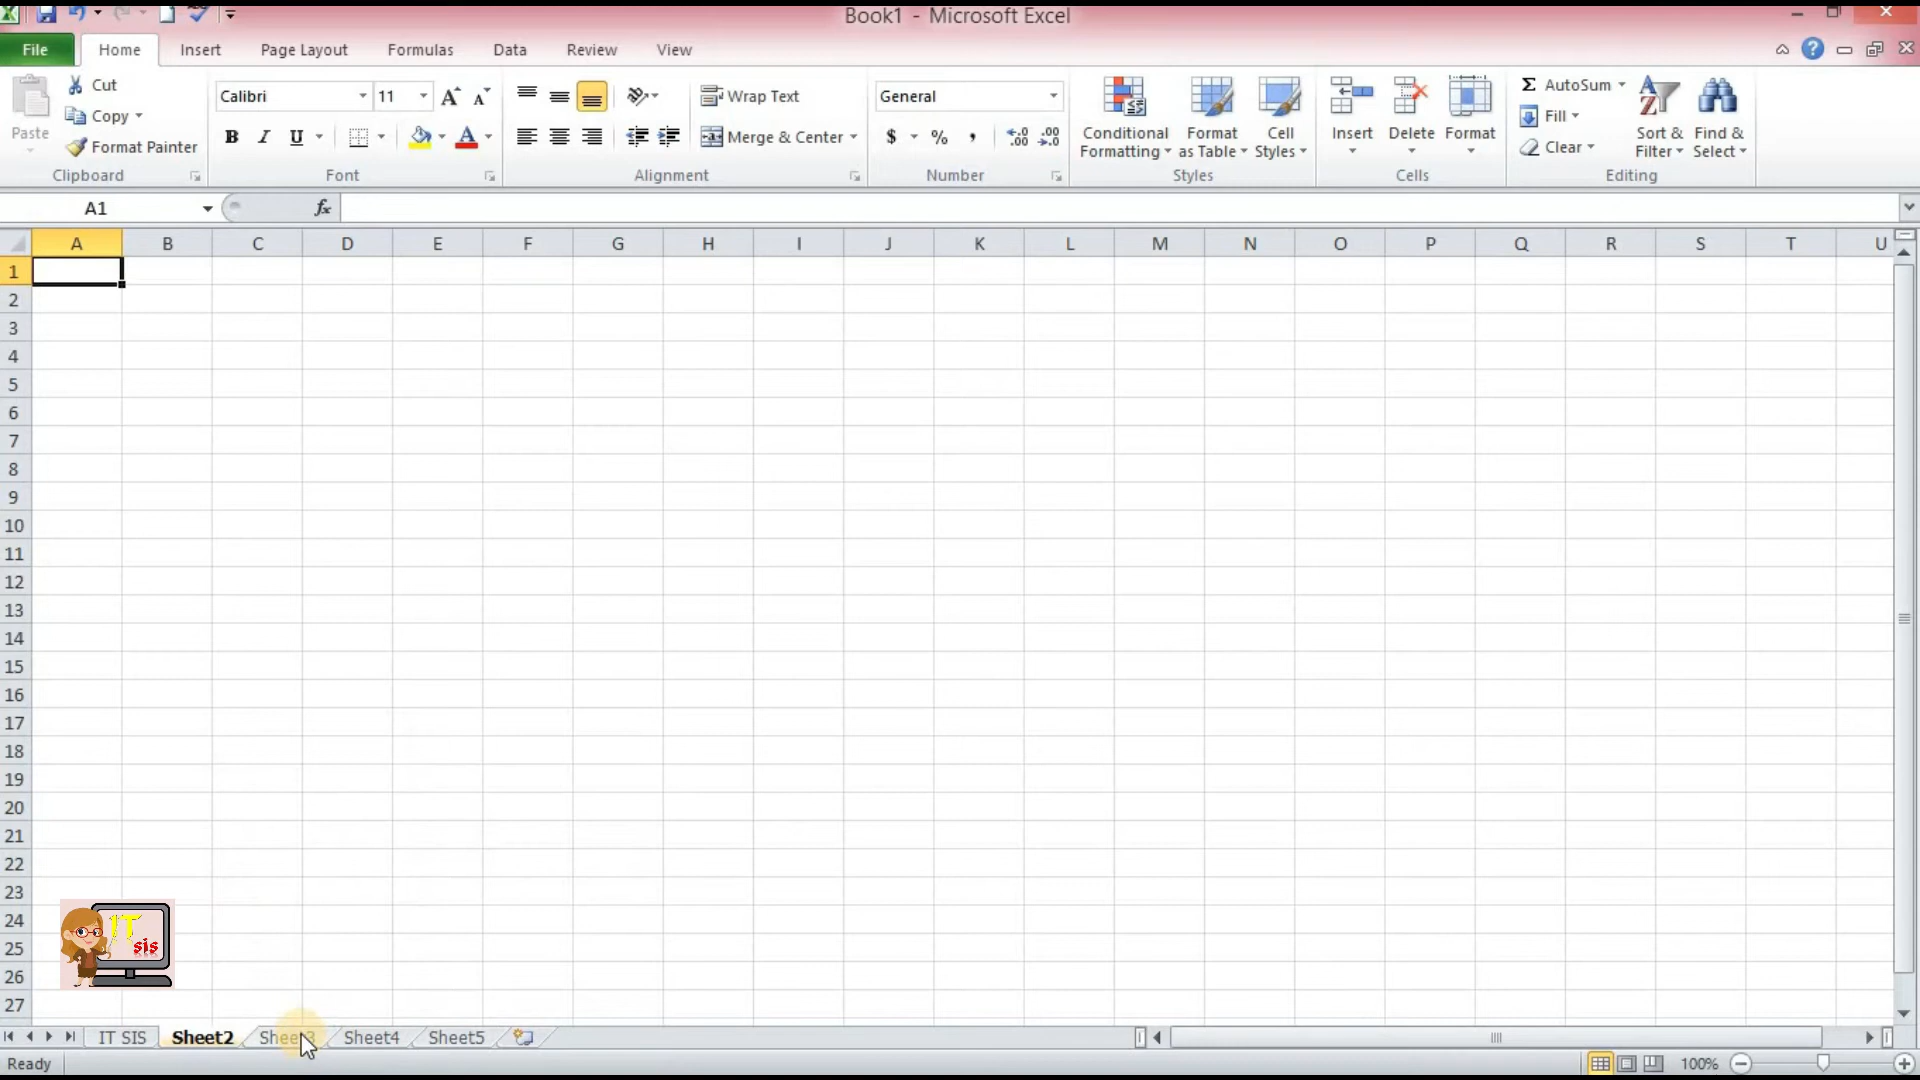 Book1 - Microsoft Excel
File Home Insert Page Layout Formulas Data Review View
Paste
Cut
Copy
Format Painter
Clipboard
Calibri 11
B I U
Font
Wrap Text
Merge & Center
Alignment
General
$ % ,
Number
Conditional Formatting
Format as Table
Cell Styles
Styles
Insert Delete Format
Cells
Σ AutoSum
Fill
Clear
Sort & Filter
Find & Select
Editing
A1 fx
A B C D E F G H I J K L M N O P Q R S T U
1
2
3
4
5
6
7
8
9
10
11
12
13
14
15
16
17
18
19
20
21
22
23
24
25
26
27
IT
sis
IT SIS Sheet2 Sheet3 Sheet4 Sheet5
Ready 100%